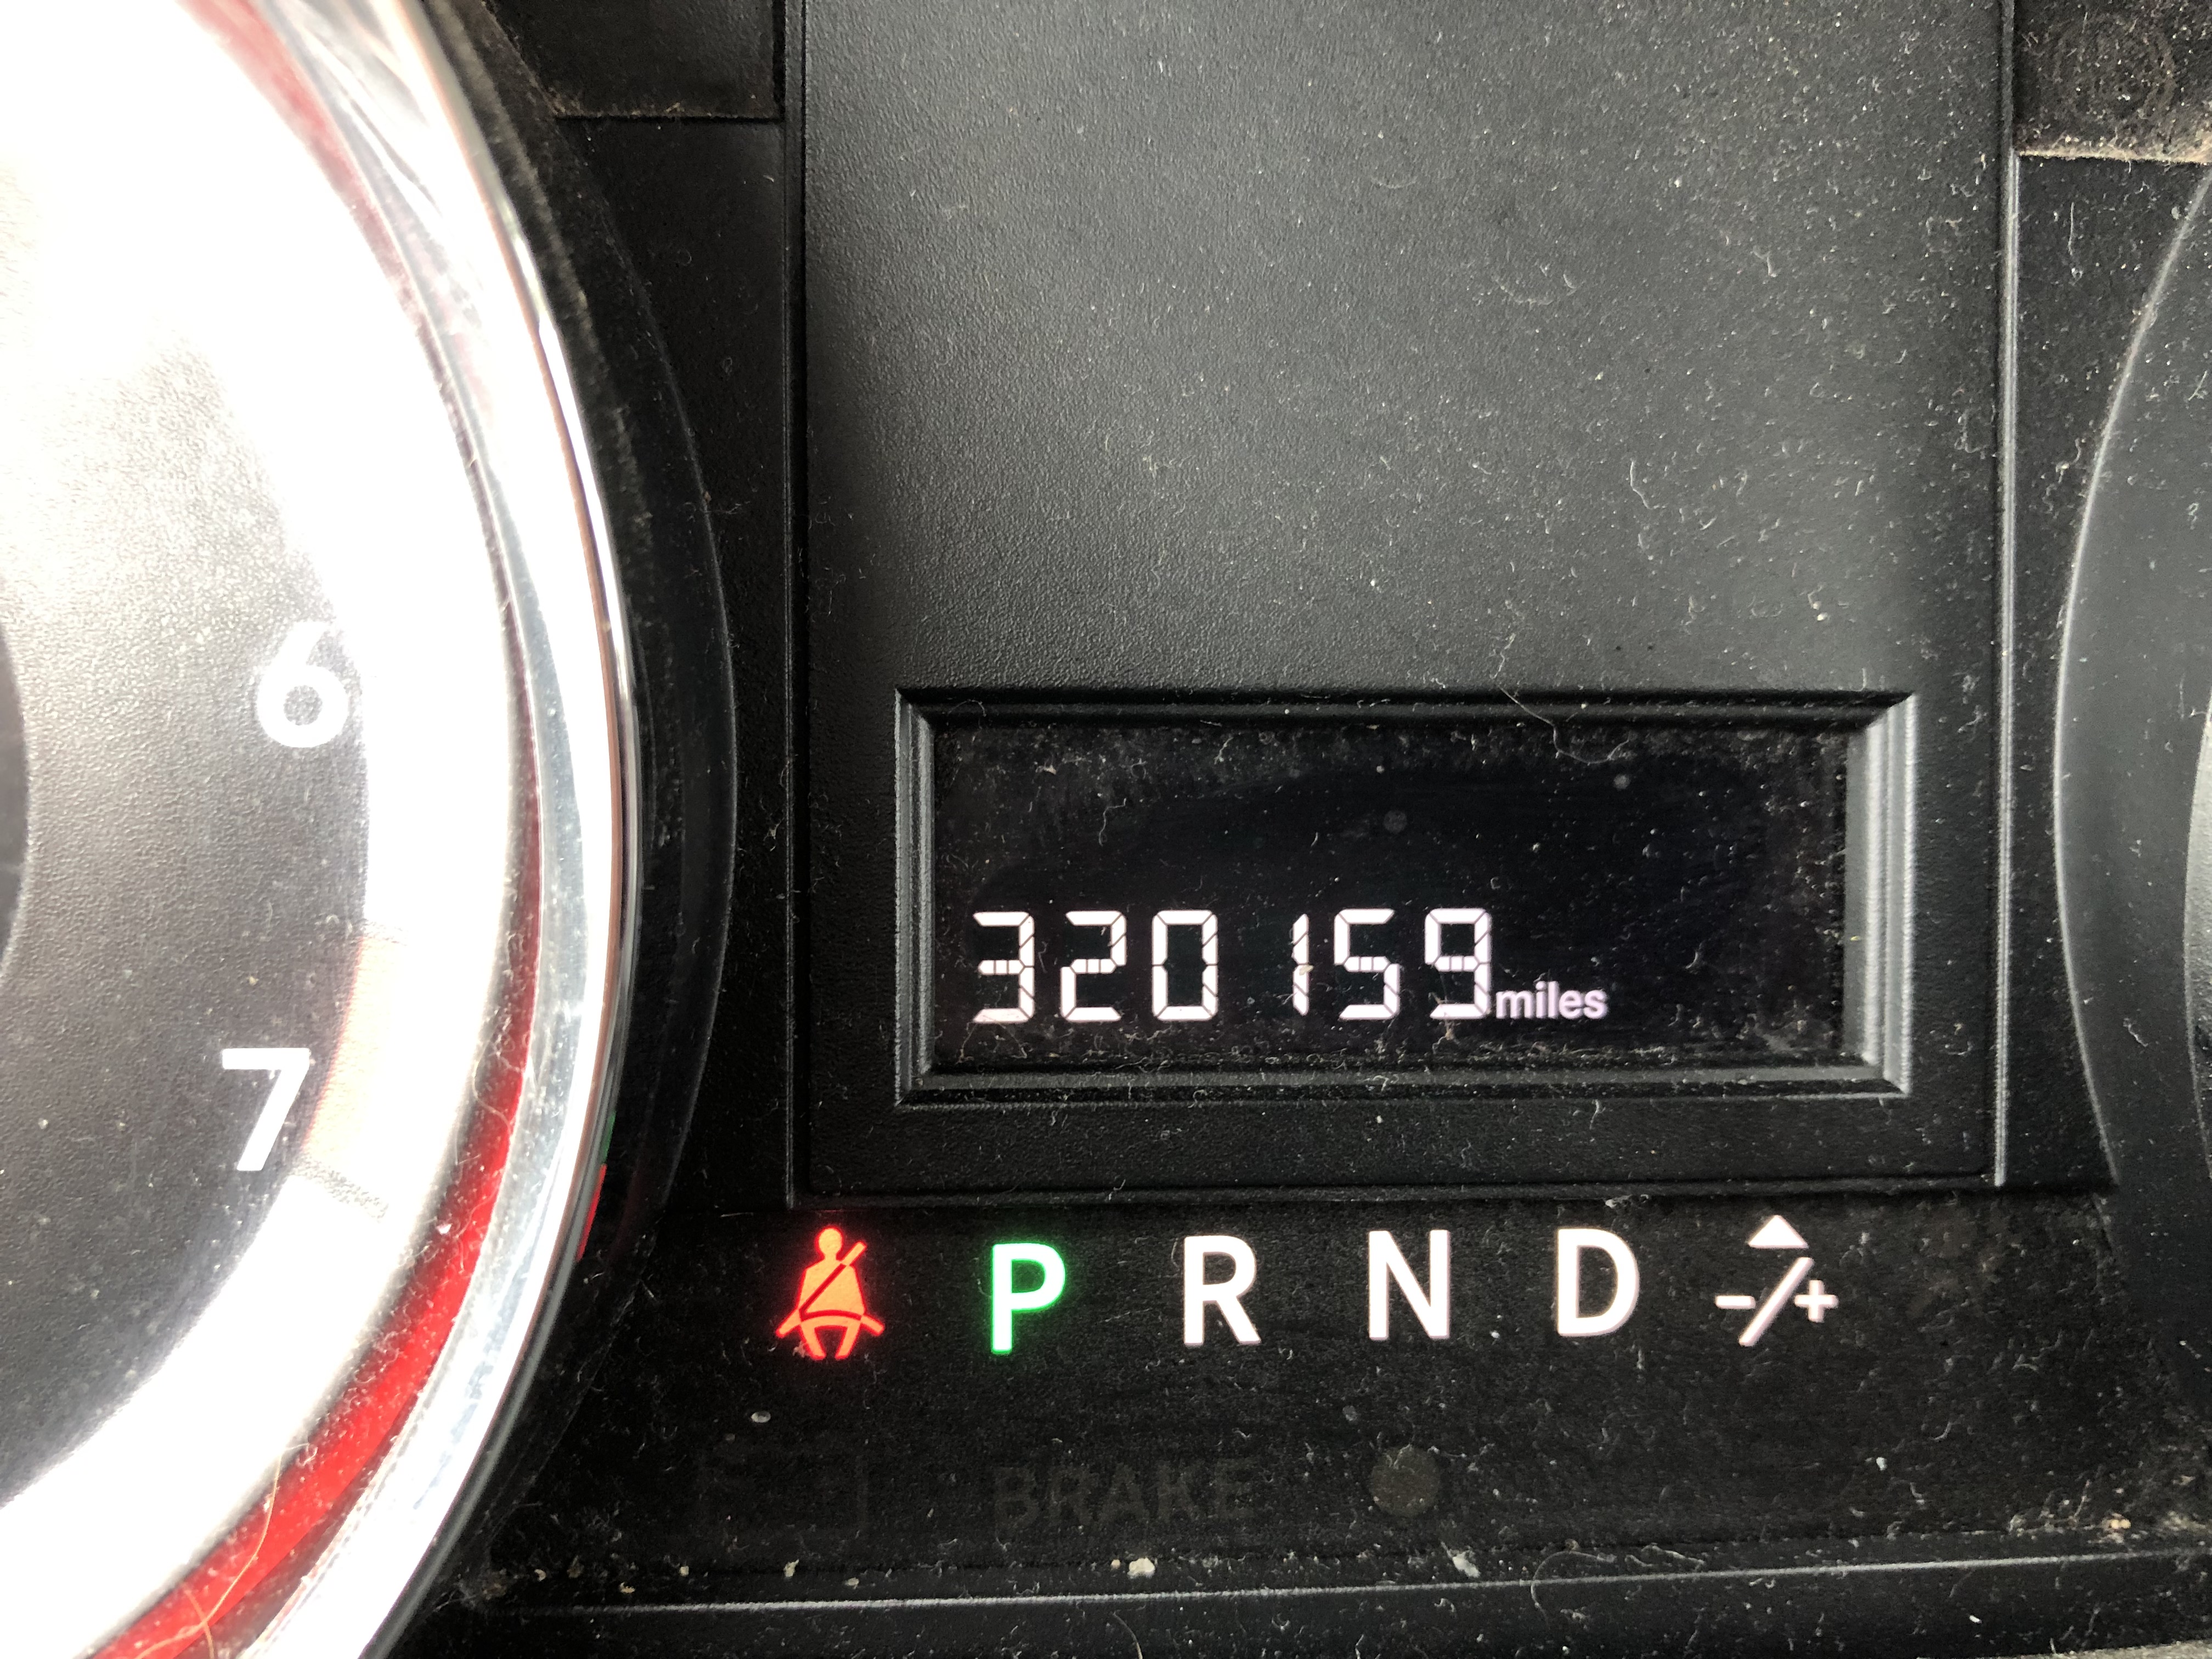 6
320159miles
7
P R N D -/+
BRAKE